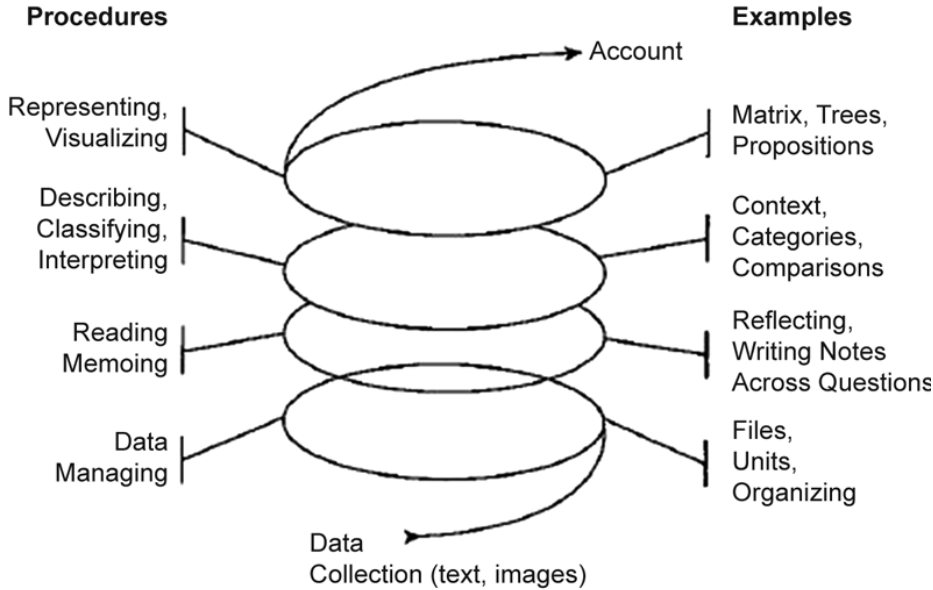 Procedures
Examples
Account
Representing,
Visualizing
Matrix, Trees,
Propositions
Describing,
Classifying,
Interpreting
Context,
Categories,
Comparisons
Reading
Memoing
Reflecting,
Writing Notes
Across Questions
Data
Managing
Files,
Units,
Organizing
Data
Collection (text, images)